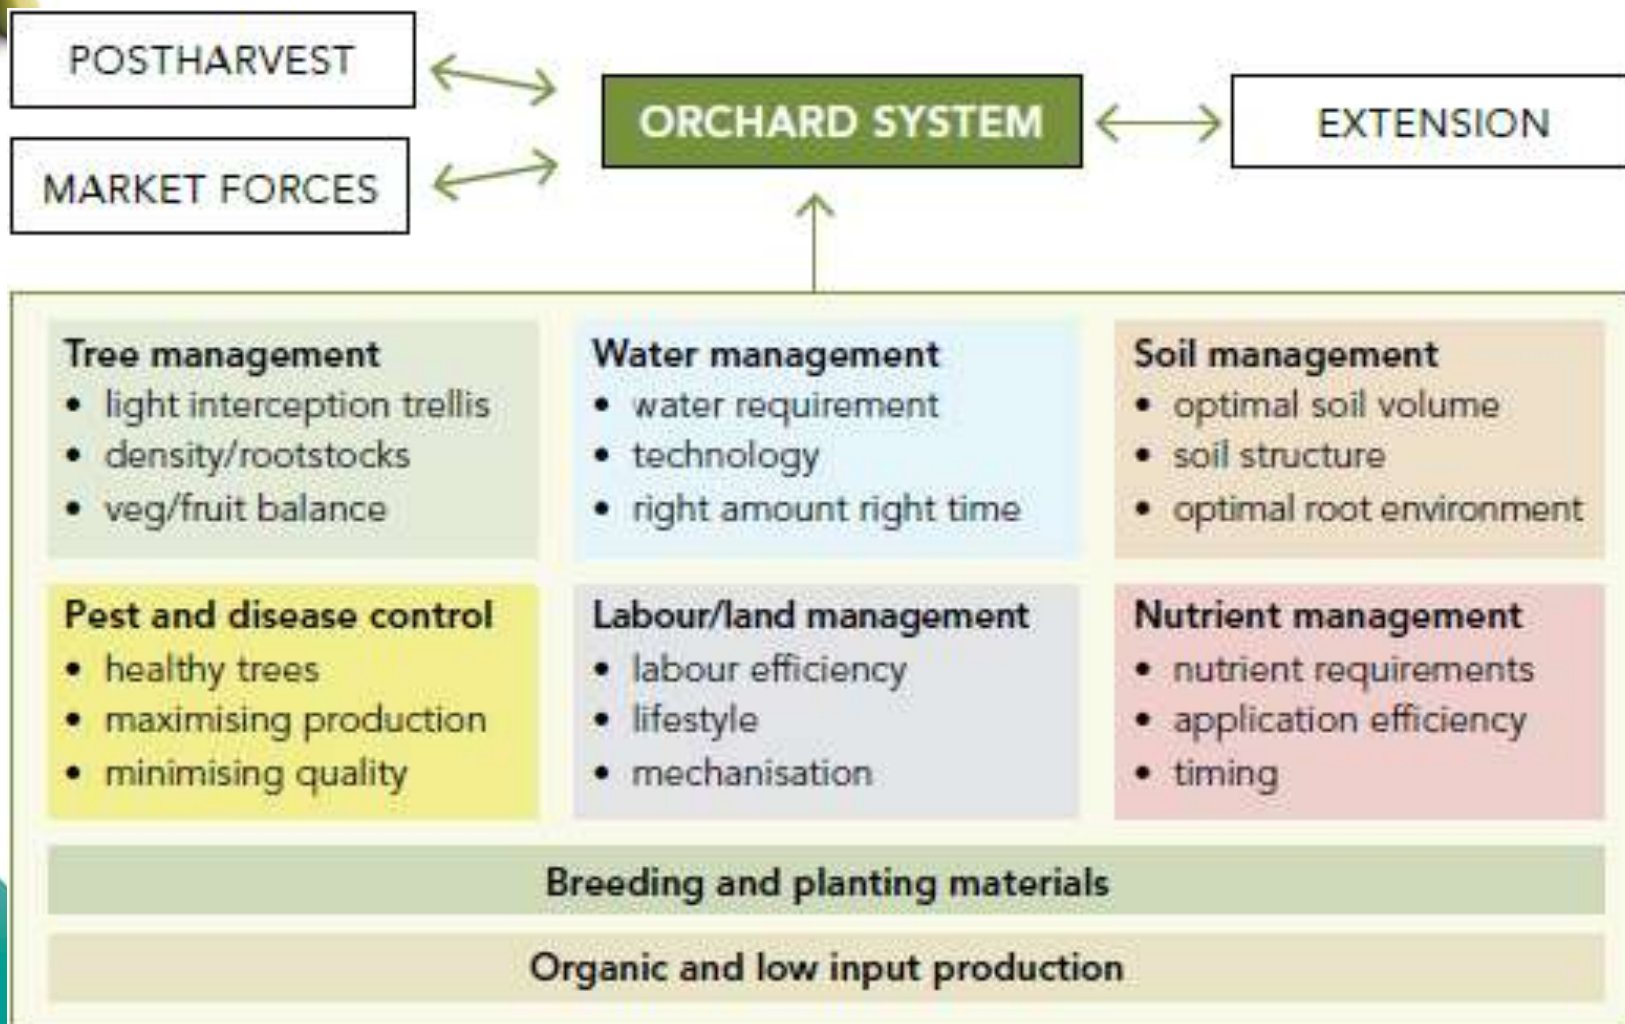 POSTHARVEST
MARKET FORCES
ORCHARD SYSTEM
EXTENSION
Tree management
• light interception trellis
• density/rootstocks
• veg/fruit balance
Water management
• water requirement
• technology
• right amount right time
Soil management
• optimal soil volume
• soil structure
• optimal root environment
Pest and disease control
• healthy trees
• maximising production
• minimising quality
Labour/land management
• labour efficiency
• lifestyle
• mechanisation
Nutrient management
• nutrient requirements
• application efficiency
• timing
Breeding and planting materials
Organic and low input production